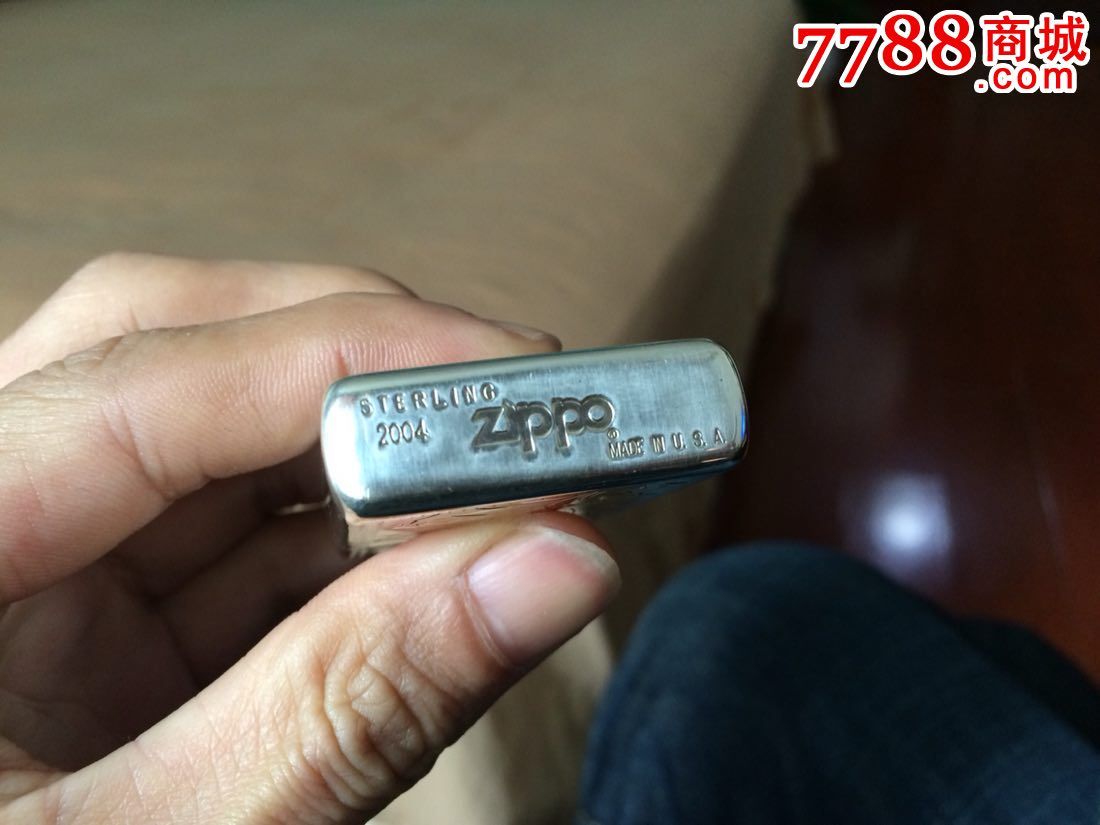 7788商城
.com
STERLING
2004
Zippo
®
MADE IN U.S.A.